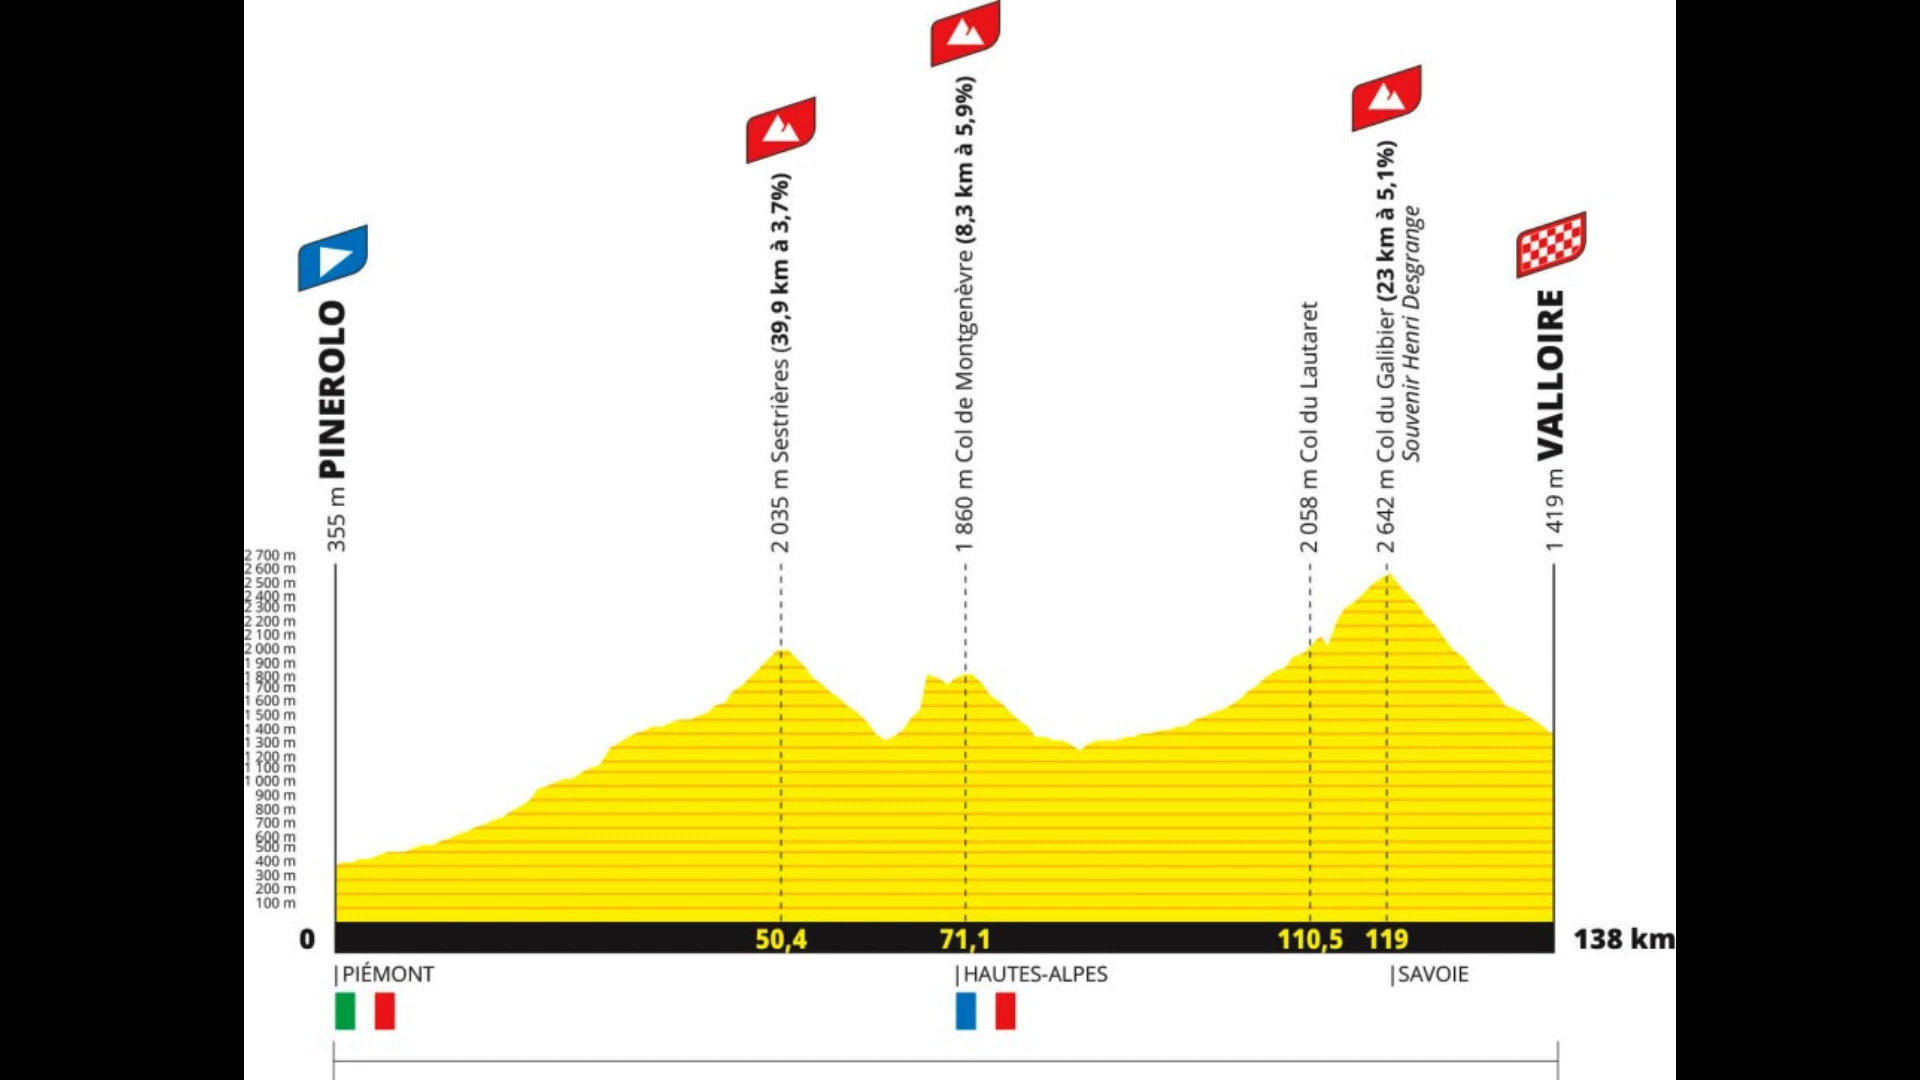 355 m PINEROLO
2 035 m Sestrières (39,9 km à 3,7%)
1 860 m Col de Montgenèvre (8,3 km à 5,9%)
2 058 m Col du Lautaret
2 642 m Col du Galibier (23 km à 5,1%)
Souvenir Henri Desgrange
1 419 m VALLOIRE
2 700 m
2 600 m
2 500 m
2 400 m
2 300 m
2 200 m
2 100 m
2 000 m
1 900 m
1 800 m
1 700 m
1 600 m
1 500 m
1 400 m
1 300 m
1 200 m
1 100 m
1 000 m
900 m
800 m
700 m
600 m
500 m
400 m
300 m
200 m
100 m
0 50,4 71,1 110,5 119 138 km
|PIÉMONT |HAUTES-ALPES |SAVOIE